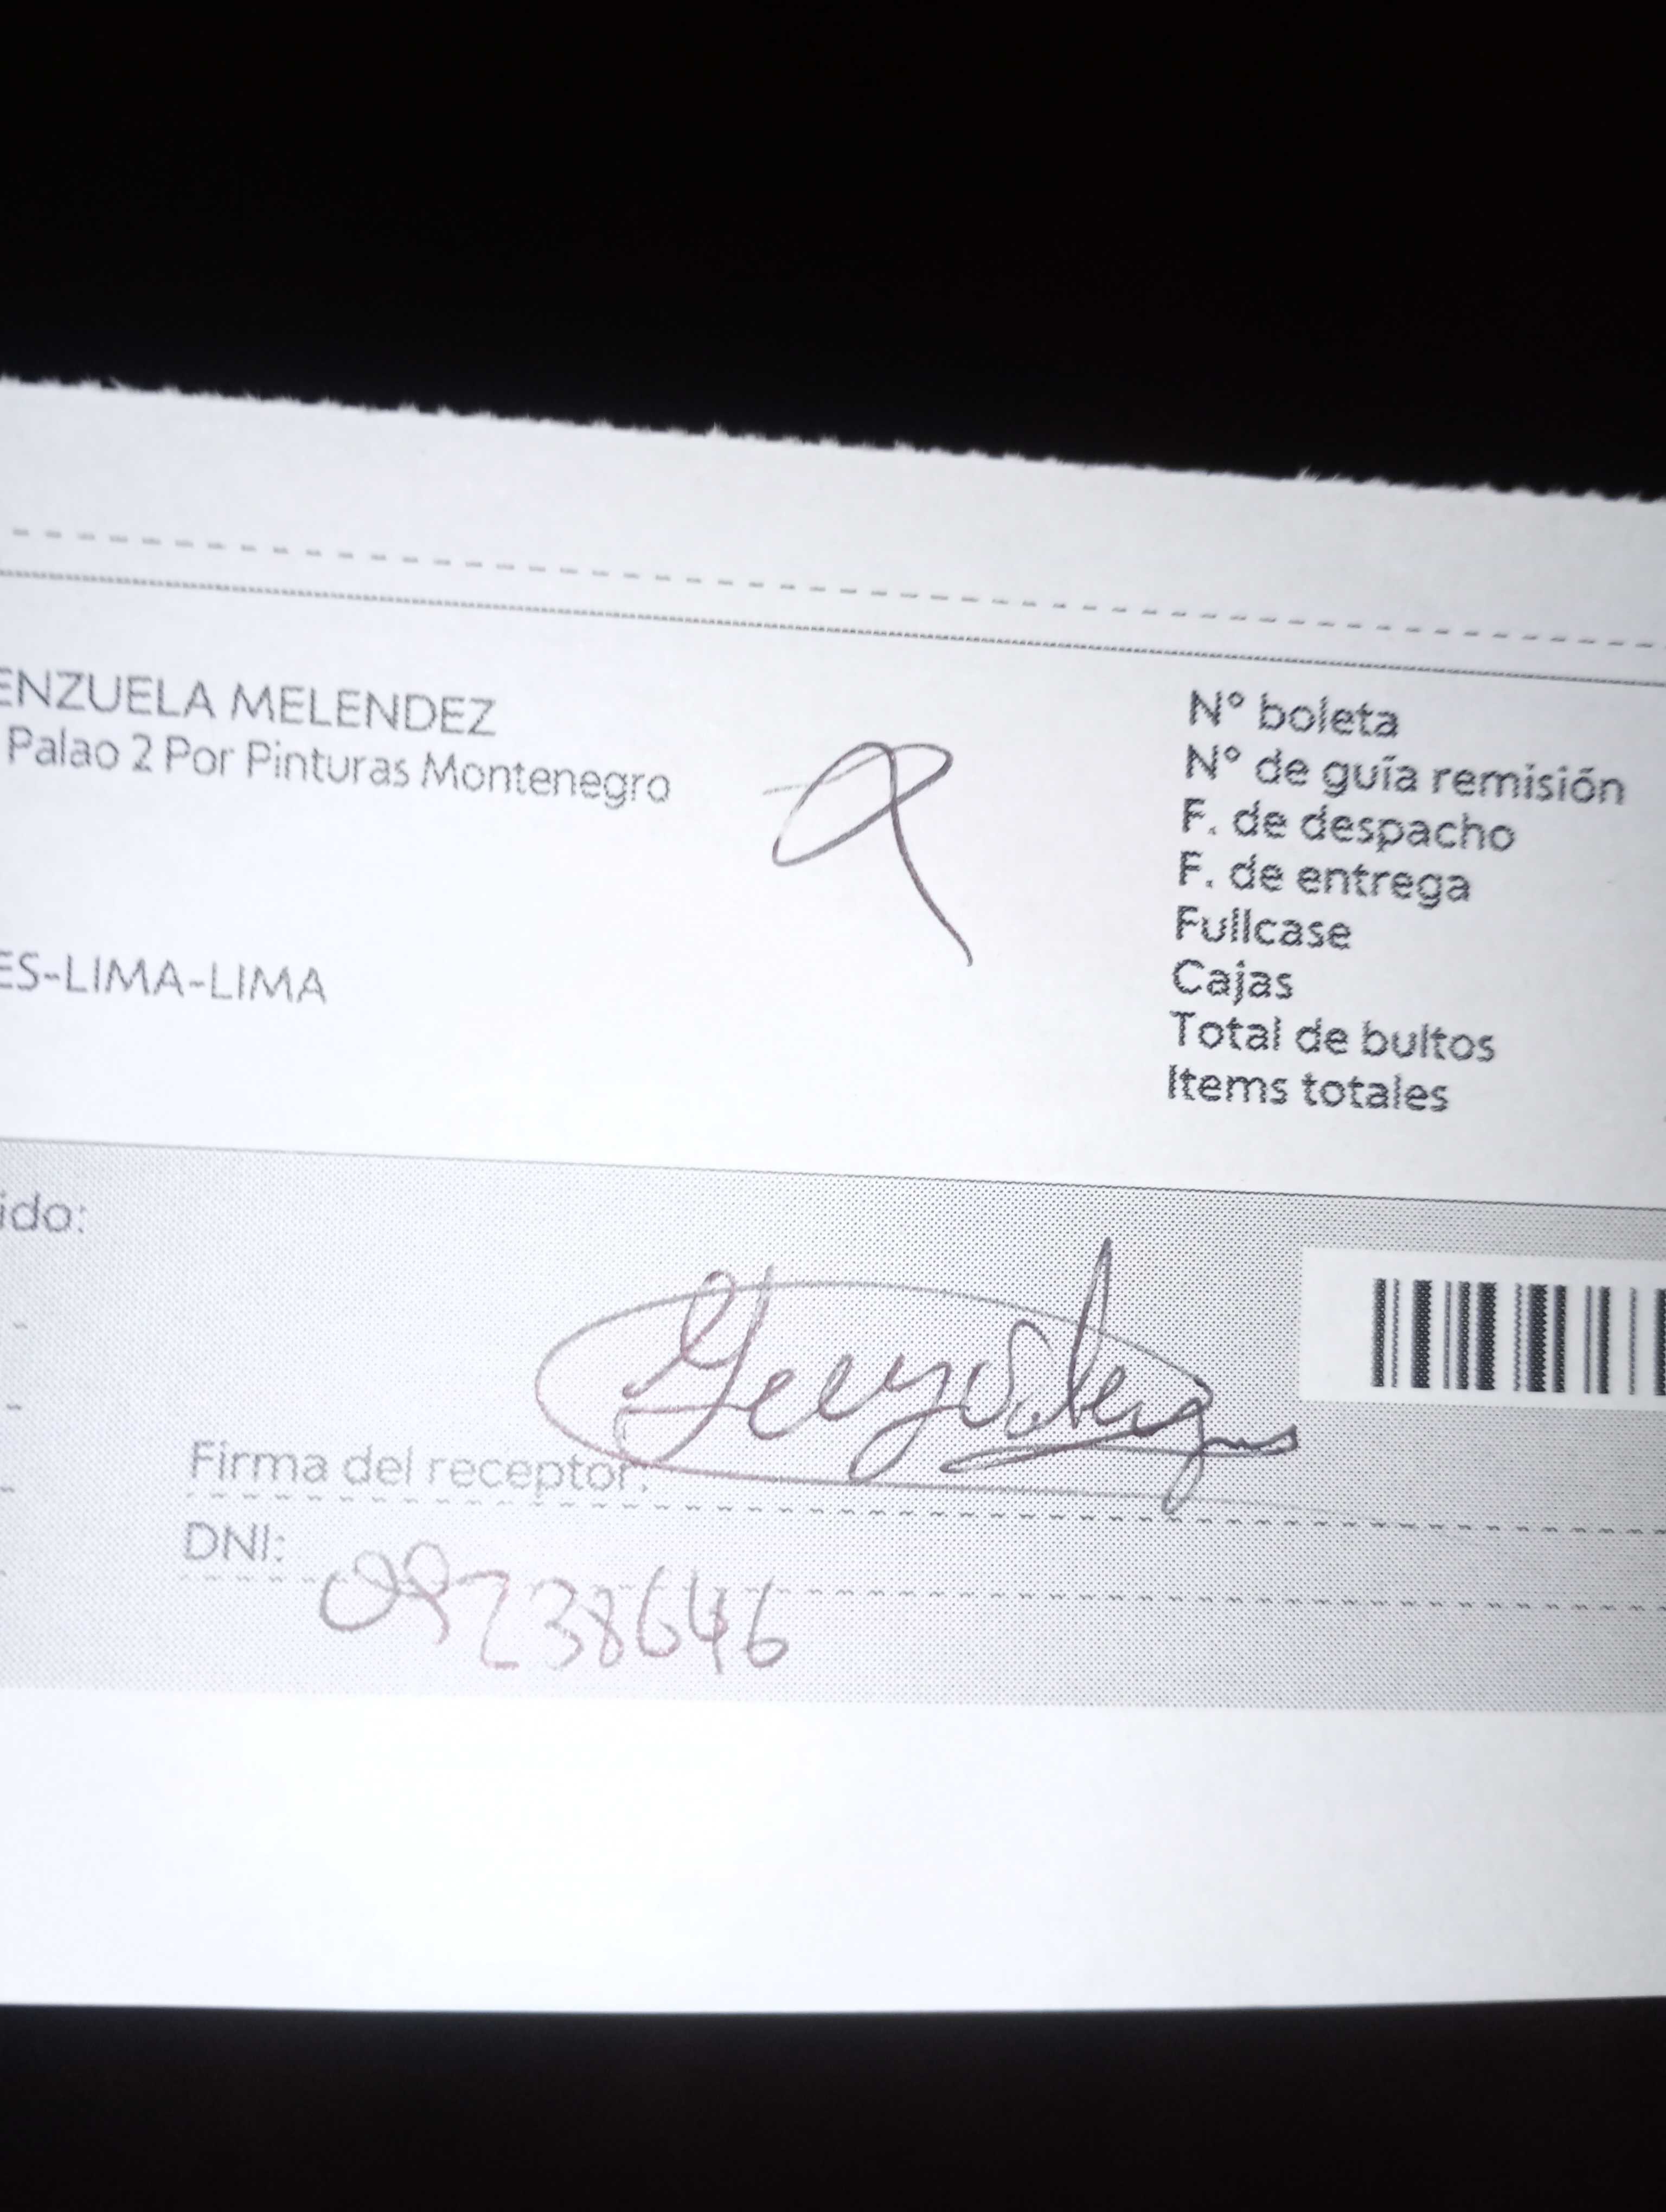 ENZUELA MELENDEZ
Palao 2 Por Pinturas Montenegro
ES-LIMA-LIMA
N° boleta
N° de guía remisión
F. de despacho
F. de entrega
Fullcase
Cajas
Total de bultos
Items totales
ido:
Firma del receptor:
DNI: 09238646